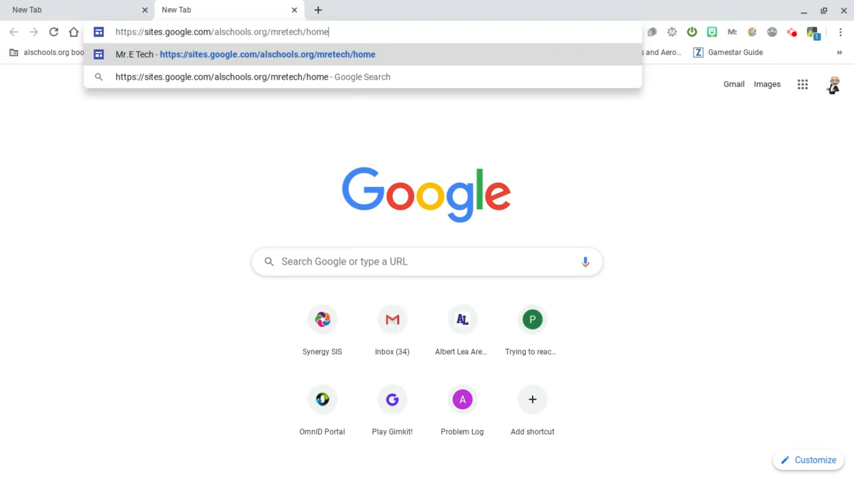 New Tab
New Tab
https://sites.google.com/alschools.org/mretech/home
alschools.org boo
Mr.E Tech - https://sites.google.com/alschools.org/mretech/home
https://sites.google.com/alschools.org/mretech/home - Google Search
s and Aero...
Gamestar Guide
Gmail
Images
Google
Search Google or type a URL
AL
P
Synergy SIS
Inbox (34)
Albert Lea Are...
Trying to reac...
A
OmniD Portal
Play Gimkit!
Problem Log
Add shortcut
Customize